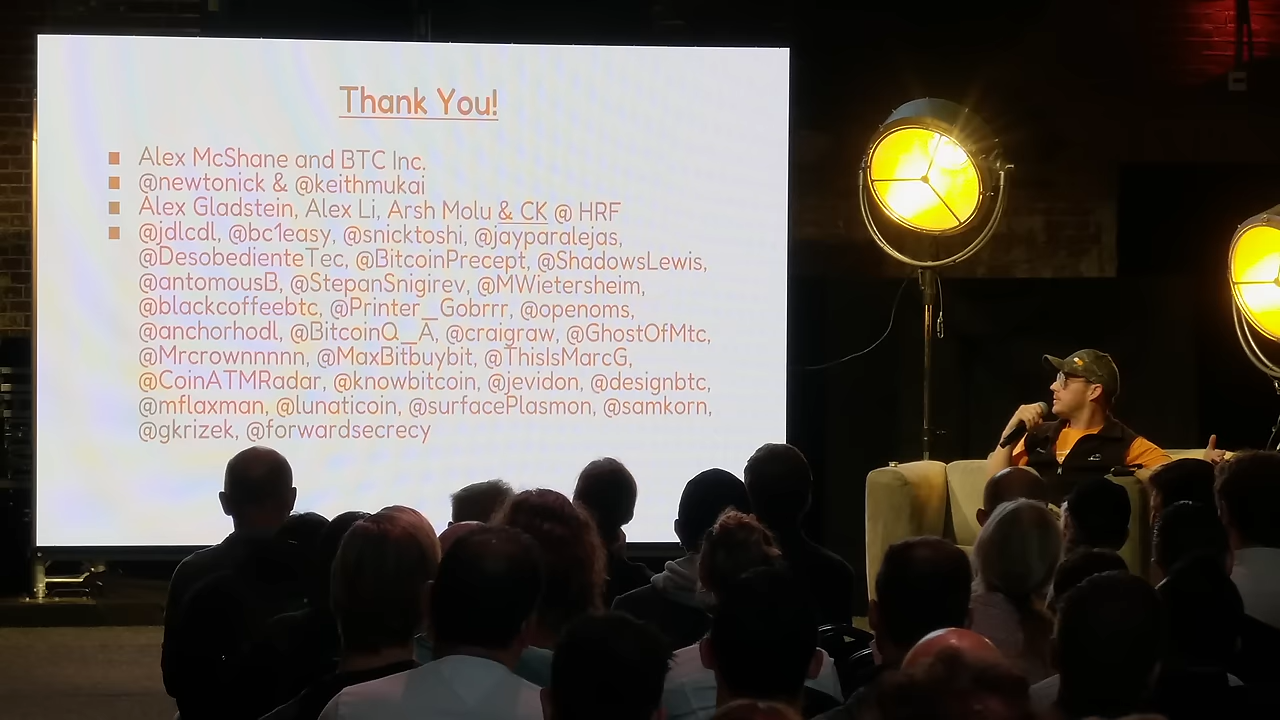 Thank You!
Alex McShane and BTC Inc.
@newtonick & @keithmukai
Alex Gladstein, Alex Li, Arsh Molu & CK @ HRF
@jdlcdl, @bc1easy, @snicktoshi, @jayparalejas,
@DesobedienteTec, @BitcoinPrecept, @ShadowsLewis,
@antomousB, @StepanSnigirev, @MWietersheim,
@blackcoffeebtc, @Printer_Gobrrr, @openoms,
@anchorhodl, @BitcoinQ_A, @craigraw, @GhostOfMtc,
@Mrcrownnnnn, @MaxBitbuybit, @ThisIsMarcG,
@CoinATMRadar, @knowbitcoin, @jevidon, @designbtc,
@mflaxman, @lunaticoin, @surfacePlasmon, @samkorn,
@gkrizek, @forwardsecrecy